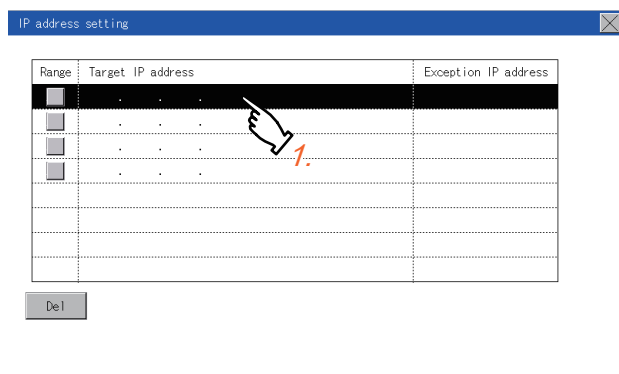 IP address setting
Range Target IP address Exception IP address
. . .
. . .
1.
. . .
. . .
Del